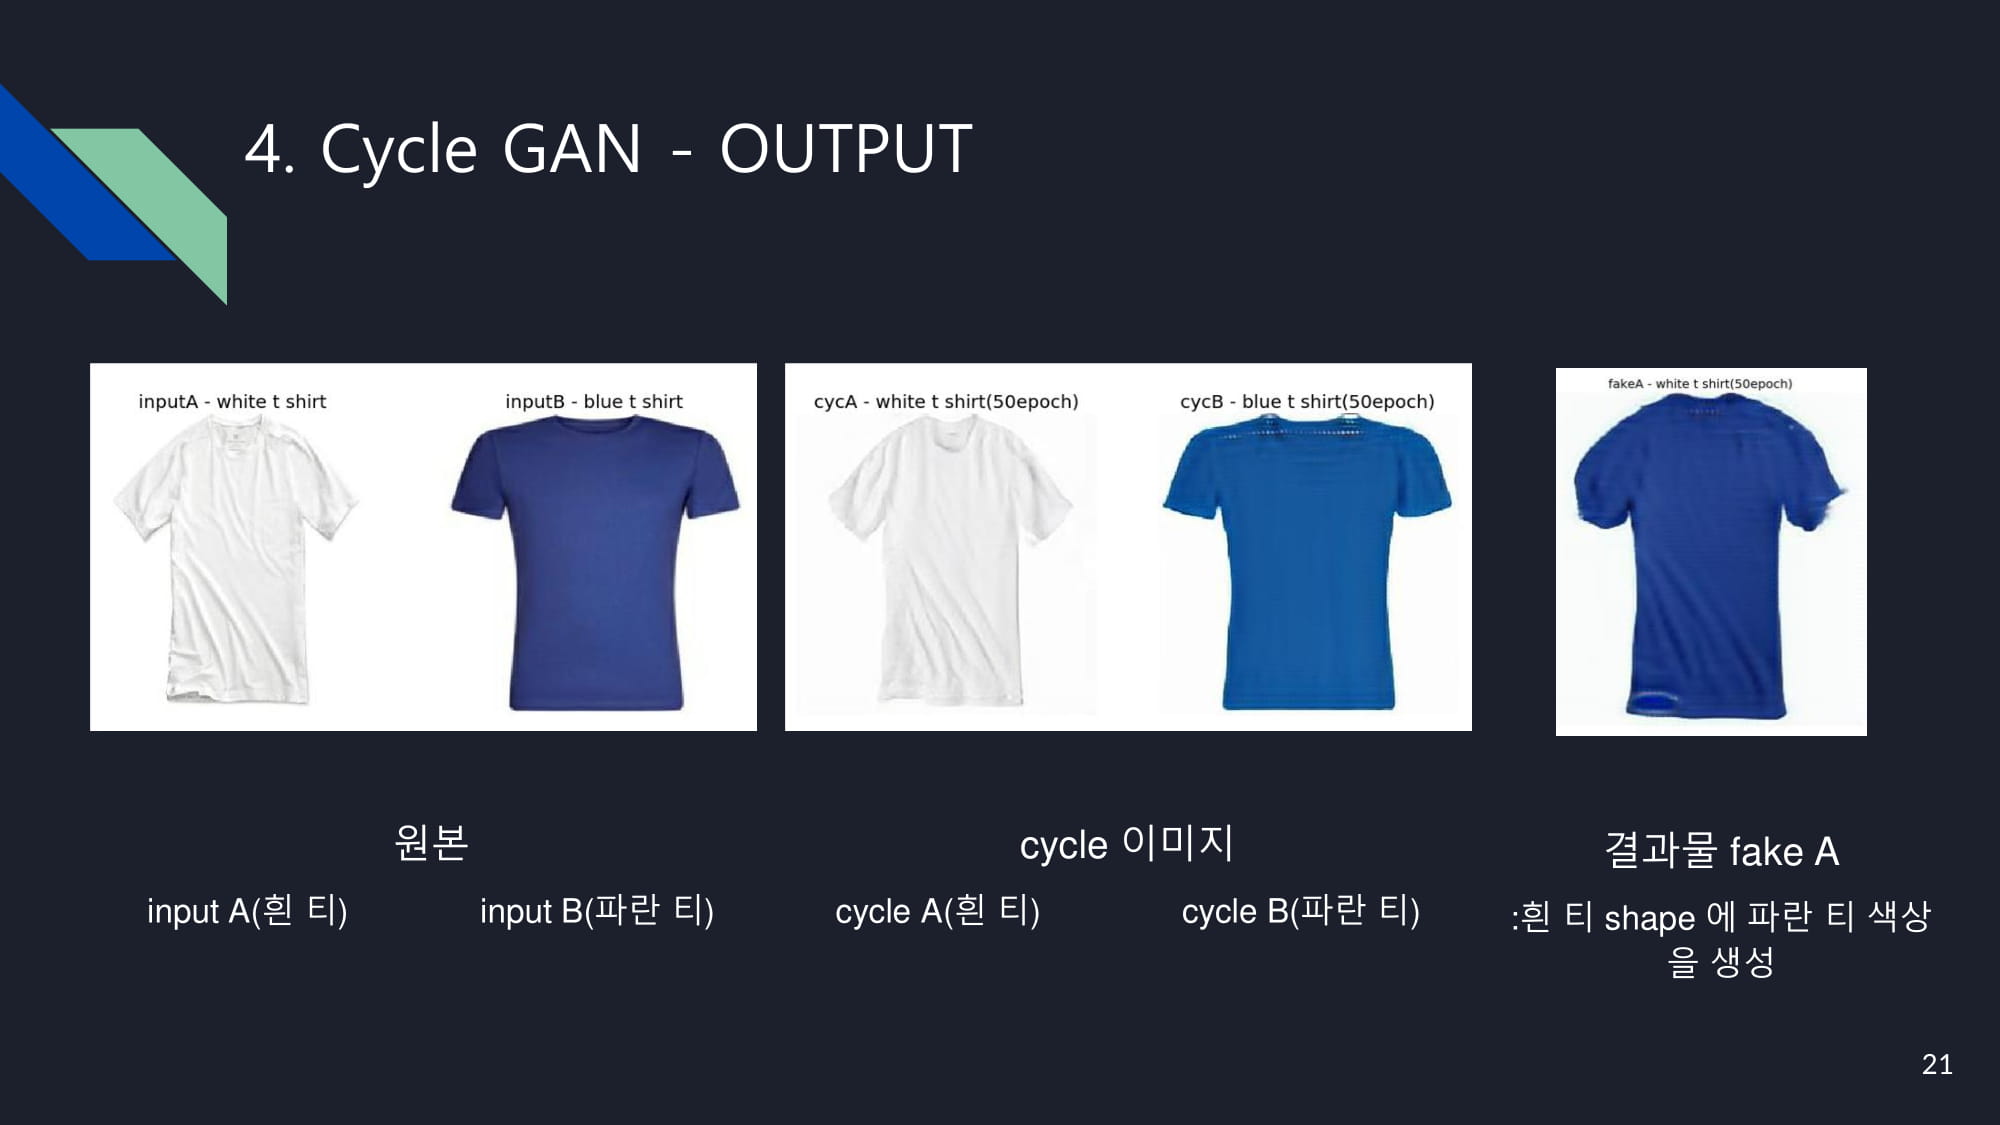 4. Cycle GAN - OUTPUT
inputA - white t shirt
inputB - blue t shirt
cycA - white t shirt(50epoch)
cycB - blue t shirt(50epoch)
fakeA - white t shirt(50epoch)
원본
input A(흰 티)
input B(파란 티)
cycle 이미지
cycle A(흰 티)
cycle B(파란 티)
결과물 fake A
:흰 티 shape 에 파란 티 색상
을 생성
21